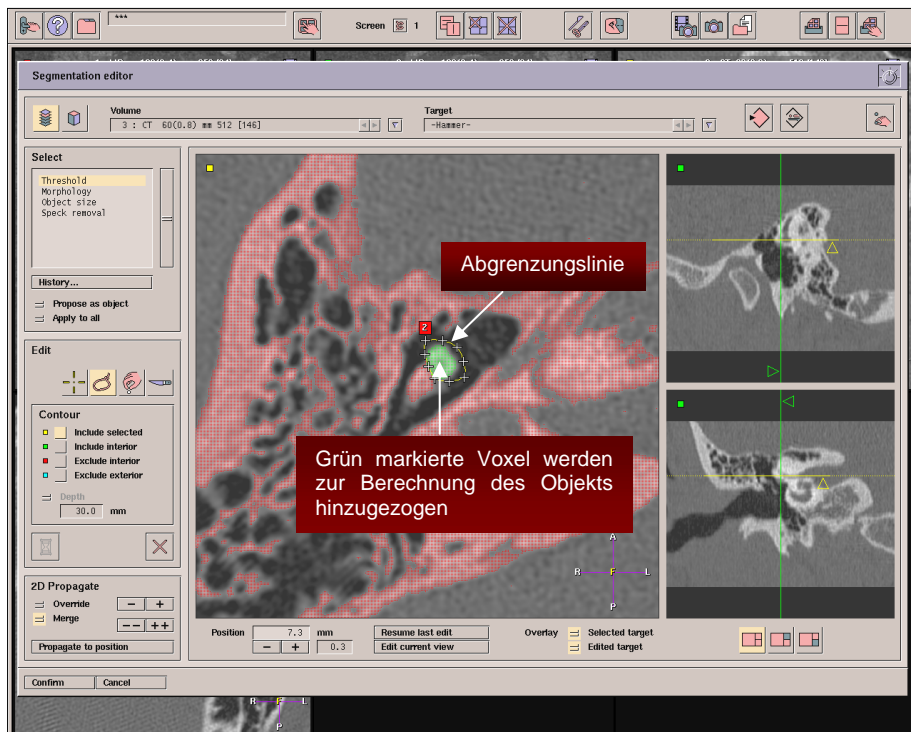 ***
Screen 1
Segmentation editor
Volume
3 : CT 60(0.8) mm 512 [146]
Target
-Hammer-
Select
Threshold
Morphology
Object size
Speck removal
History...
Propose as object
Apply to all
Edit
Contour
Include selected
Include interior
Exclude interior
Exclude exterior
Depth
30.0 mm
2D Propagate
Override - +
Merge
-- ++
Propagate to position
Abgrenzungslinie
2
Grün markierte Voxel werden
zur Berechnung des Objekts
hinzugezogen
A
R F L
P
Position 7.3 mm
- + 0.3
Resume last edit
Edit current view
Overlay Selected target
Edited target
Confirm Cancel
R F L
P